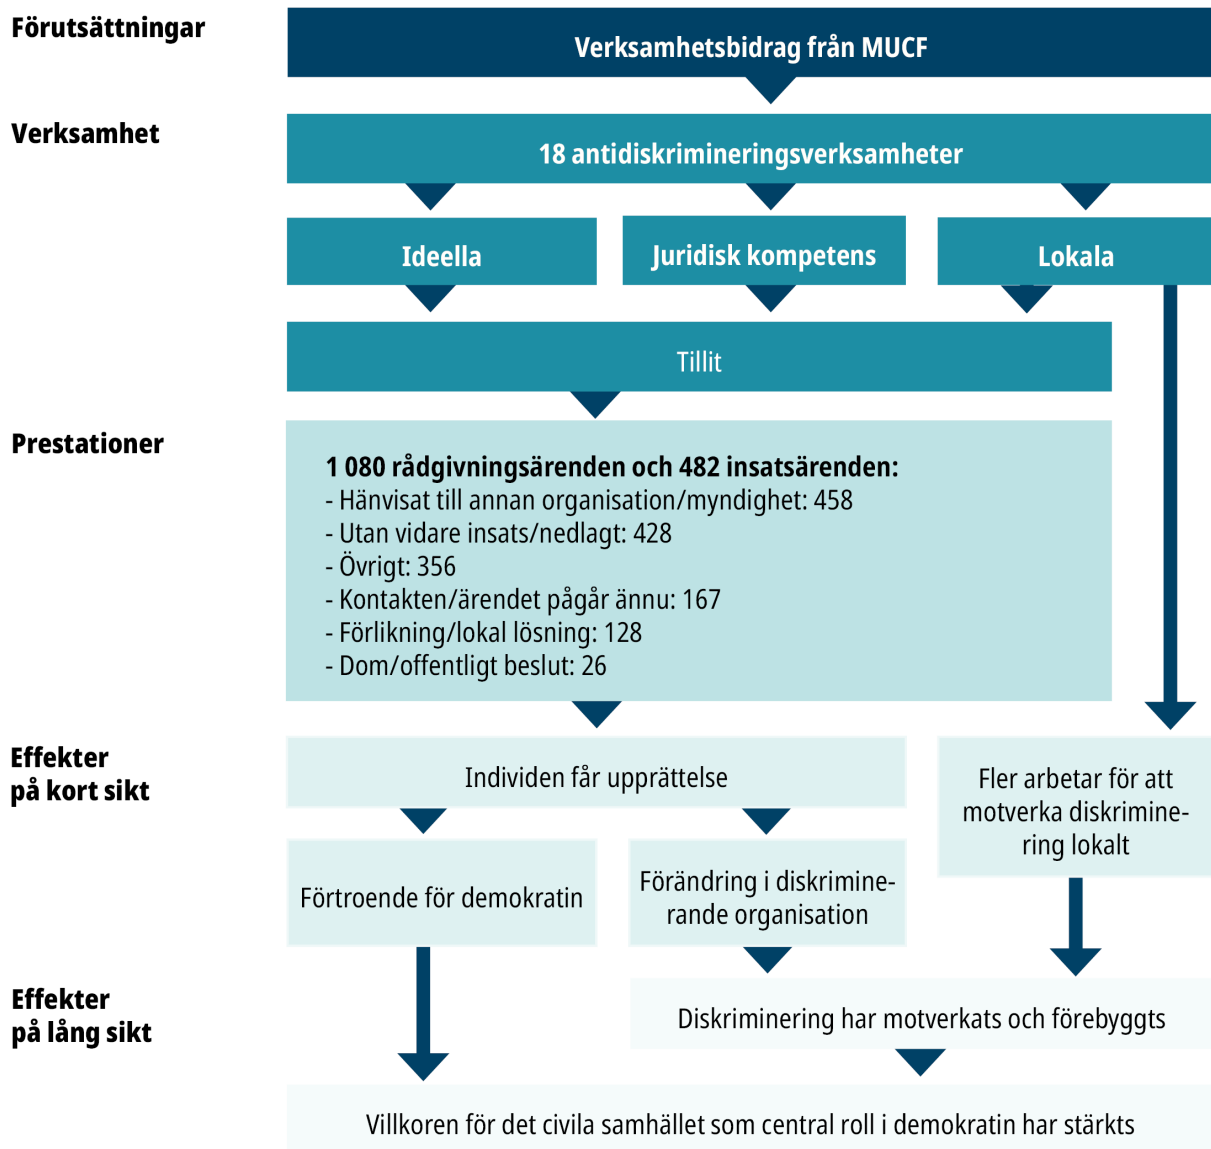 Förutsättningar
Verksamhetsbidrag från MUCF
Verksamhet
18 antidiskrimineringsverksamheter
Ideella
Juridisk kompetens
Lokala
Tillit
Prestationer
1 080 rådgivningsärenden och 482 insatsärenden:
- Hänvisat till annan organisation/myndighet: 458
- Utan vidare insats/nedlagt: 428
- Övrigt: 356
- Kontakten/ärendet pågår ännu: 167
- Förlikning/lokal lösning: 128
- Dom/offentligt beslut: 26
Effekter
på kort sikt
Individen får upprättelse
Fler arbetar för att
motverka diskrimine-
ring lokalt
Förtroende för demokratin
Förändring i diskrimine-
rande organisation
Effekter
på lång sikt
Diskriminering har motverkats och förebyggts
Villkoren för det civila samhället som central roll i demokratin har stärkts